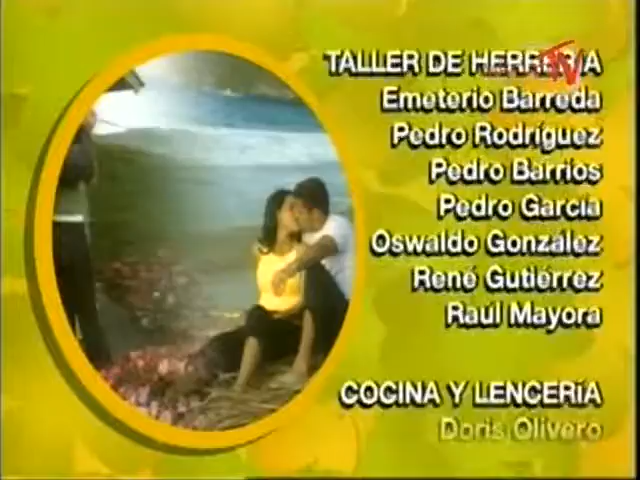 TALLER DE HERRERíA
Emeterio Barreda
Pedro Rodríguez
Pedro Barrios
Pedro García
Oswaldo González
René Gutiérrez
Raúl Mayora
COCINA Y LENCERíA
Doris Olivero
TV